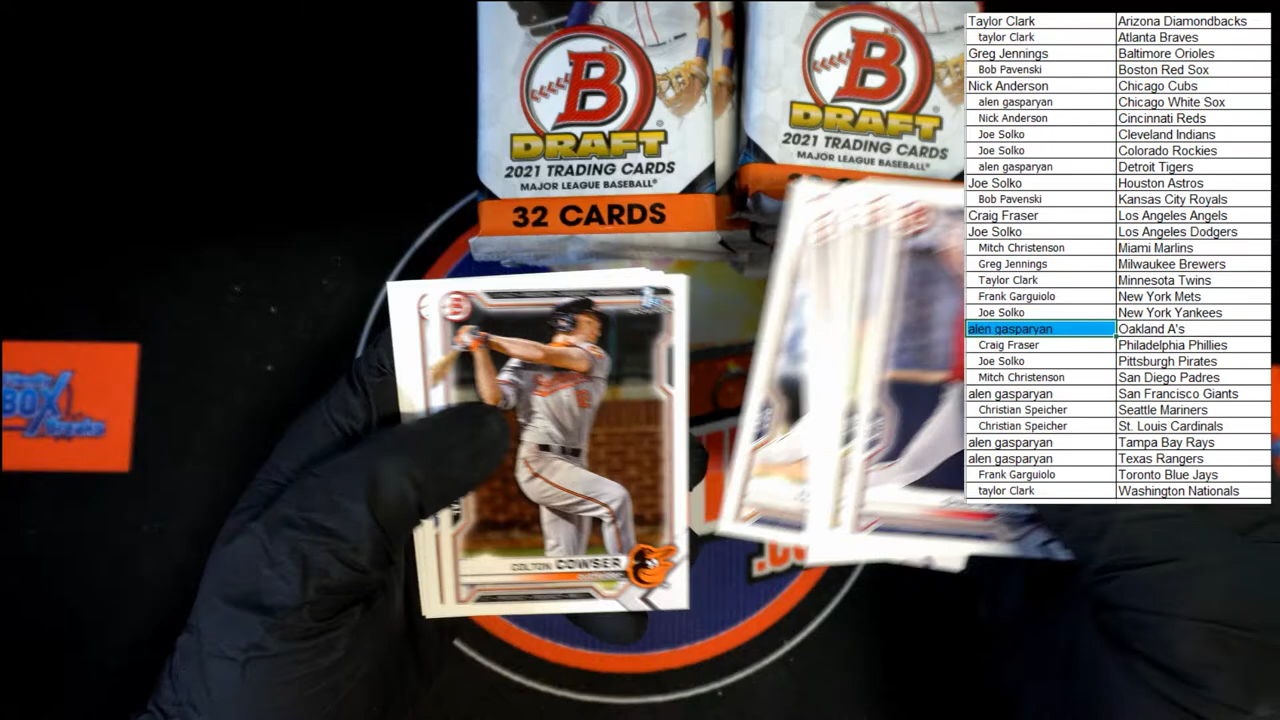 B
DRAFT
2021 TRADING CARDS
MAJOR LEAGUE BASEBALL®
32 CARDS
B
DRAFT
2021 TRADING CARDS
MAJOR LEAGUE BASEBALL®
BOX
Breaks
B
COLTON COWSER
Taylor Clark Arizona Diamondbacks
taylor Clark Atlanta Braves
Greg Jennings Baltimore Orioles
Bob Pavenski Boston Red Sox
Nick Anderson Chicago Cubs
alen gasparyan Chicago White Sox
Nick Anderson Cincinnati Reds
Joe Solko Cleveland Indians
Joe Solko Colorado Rockies
alen gasparyan Detroit Tigers
Joe Solko Houston Astros
Bob Pavenski Kansas City Royals
Craig Fraser Los Angeles Angels
Joe Solko Los Angeles Dodgers
Mitch Christenson Miami Marlins
Greg Jennings Milwaukee Brewers
Taylor Clark Minnesota Twins
Frank Garguiolo New York Mets
Joe Solko New York Yankees
alen gasparyan Oakland A's
Craig Fraser Philadelphia Phillies
Joe Solko Pittsburgh Pirates
Mitch Christenson San Diego Padres
alen gasparyan San Francisco Giants
Christian Speicher Seattle Mariners
Christian Speicher St. Louis Cardinals
alen gasparyan Tampa Bay Rays
alen gasparyan Texas Rangers
Frank Garguiolo Toronto Blue Jays
taylor Clark Washington Nationals